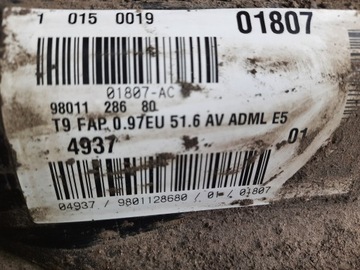 1 015 0019 01807
01807-AC
98011 286 80
T9 FAP 0.97EU 51.6 AV ADML E5
4937 01
04937 / 9801128680 / 01 / 01807